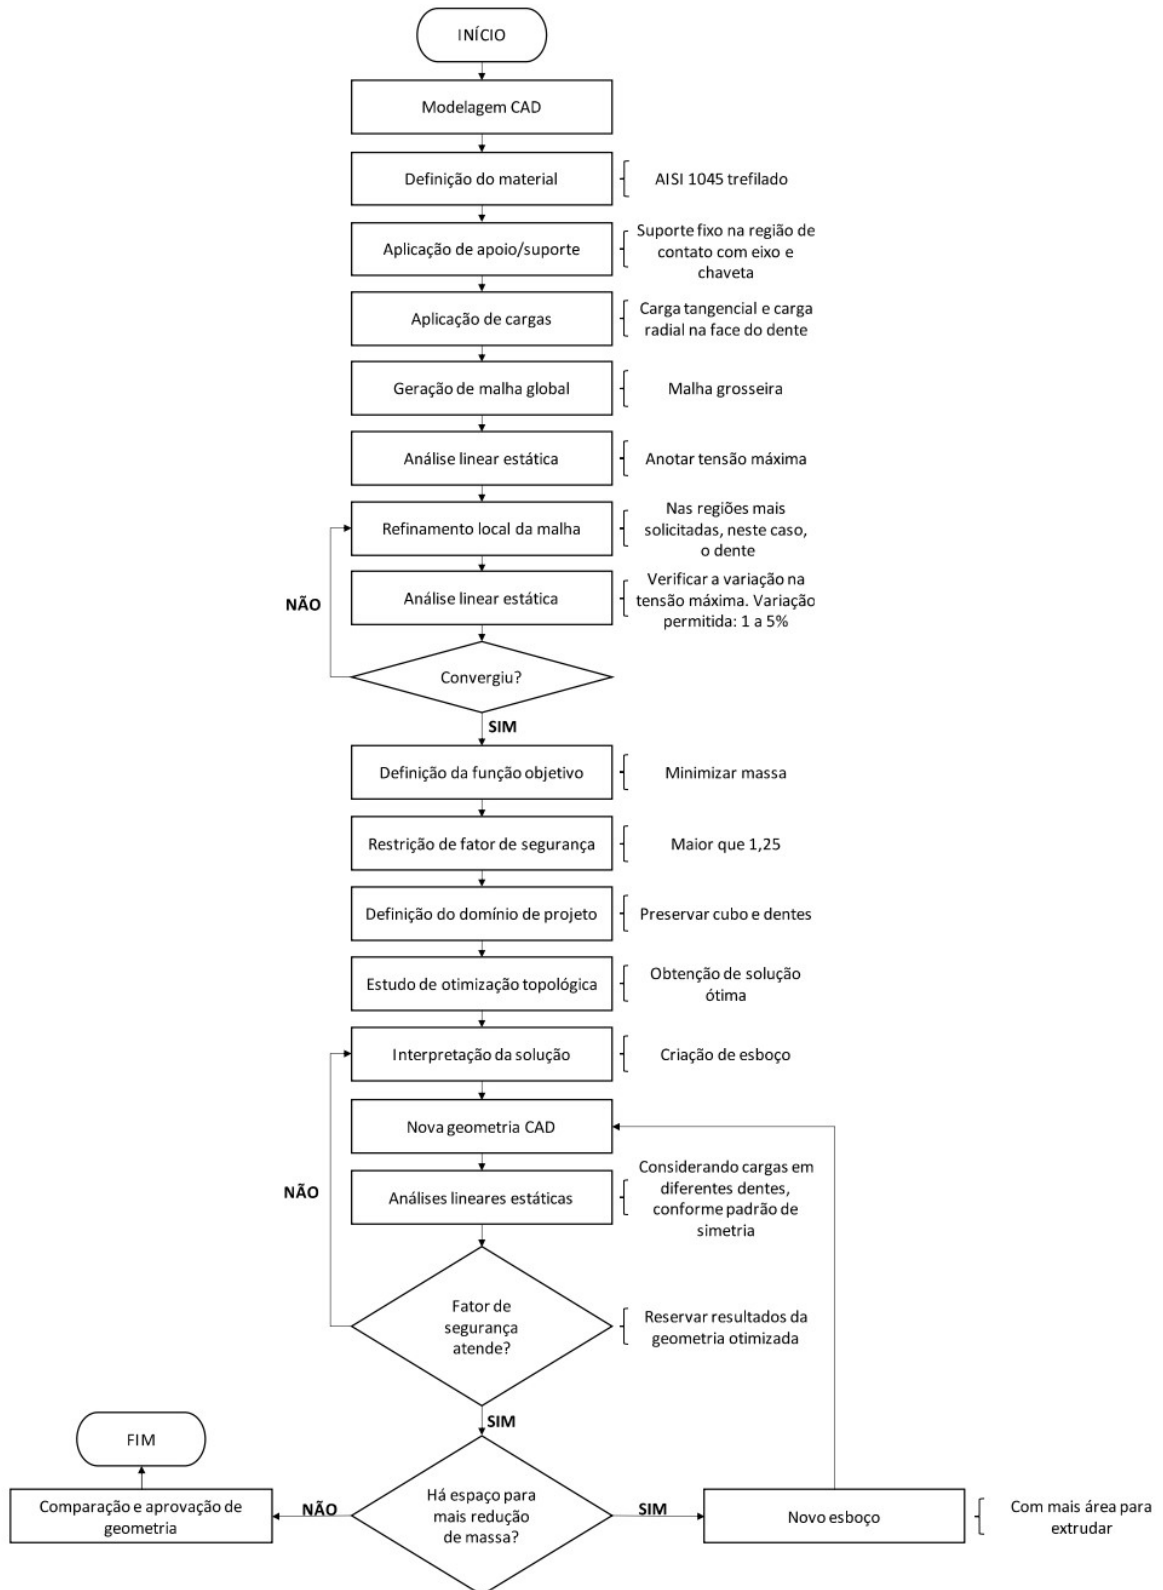 INÍCIO
Modelagem CAD
Definição do material
AISI 1045 trefilado
Aplicação de apoio/suporte
Suporte fixo na região de
contato com eixo e
chaveta
Aplicação de cargas
Carga tangencial e carga
radial na face do dente
Geração de malha global
Malha grosseira
Análise linear estática
Anotar tensão máxima
Refinamento local da malha
Nas regiões mais
solicitadas, neste caso,
o dente
NÃO
Análise linear estática
Verificar a variação na
tensão máxima. Variação
permitida: 1 a 5%
Convergiu?
SIM
Definição da função objetivo
Minimizar massa
Restrição de fator de segurança
Maior que 1,25
Definição do domínio de projeto
Preservar cubo e dentes
Estudo de otimização topológica
Obtenção de solução
ótima
Interpretação da solução
Criação de esboço
Nova geometria CAD
NÃO
Análises lineares estáticas
Considerando cargas em
diferentes dentes,
conforme padrão de
simetria
Fator de
segurança
atende?
Reservar resultados da
geometria otimizada
SIM
FIM
Comparação e aprovação de
geometria
NÃO
Há espaço para
mais redução
de massa?
SIM
Novo esboço
Com mais área para
extrudar